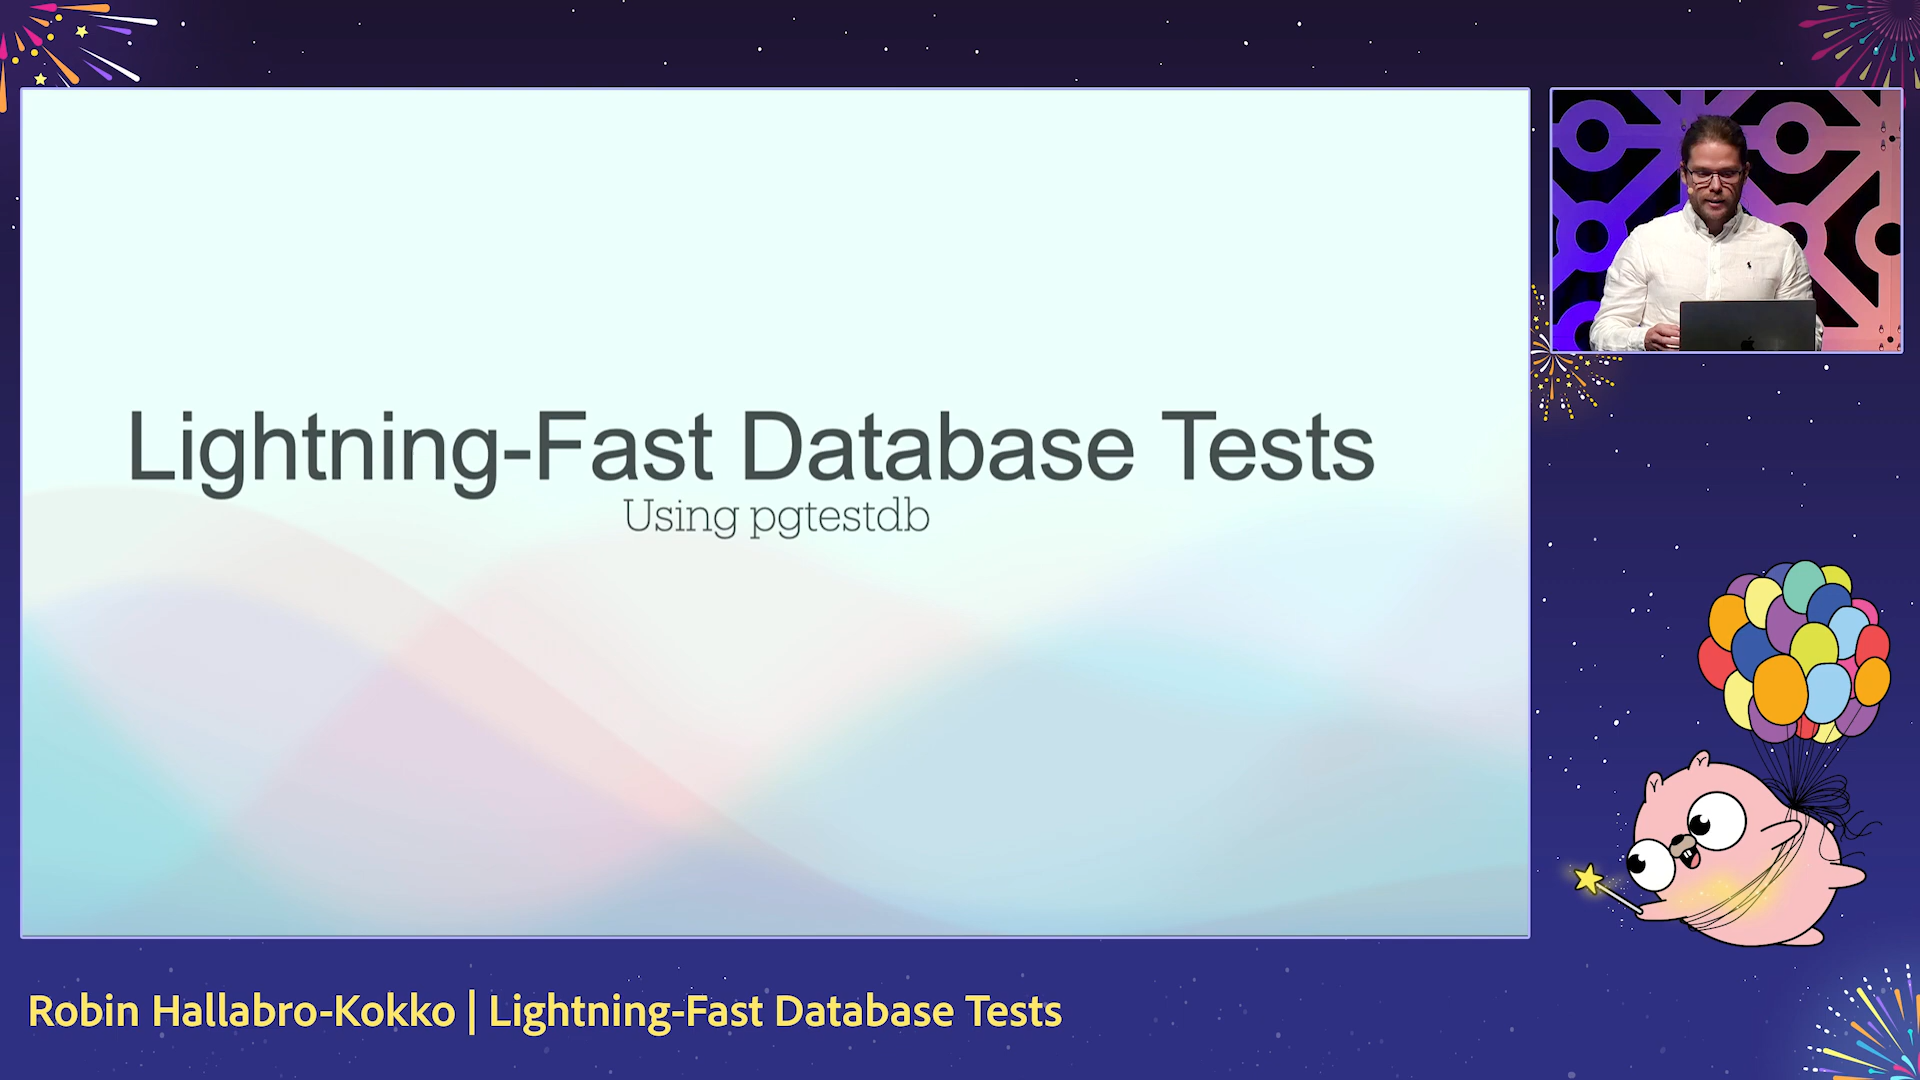 Lightning-Fast Database Tests
Using pgtestdb
Robin Hallabro-Kokko | Lightning-Fast Database Tests